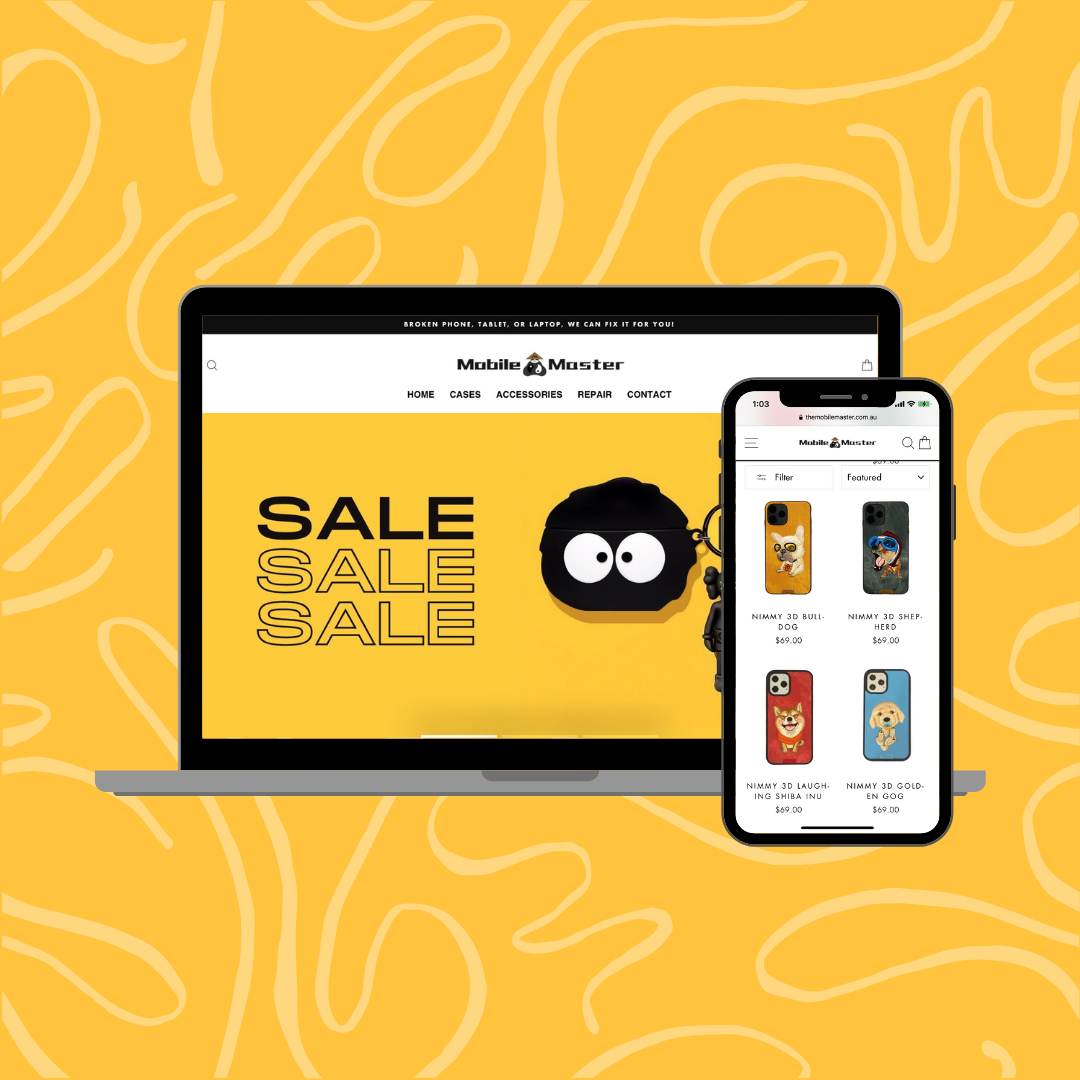 BROKEN PHONE, TABLET, OR LAPTOP, WE CAN FIX IT FOR YOU!
Mobile Master
HOME CASES ACCESSORIES REPAIR CONTACT
SALE
SALE
SALE
1:03
themobilemaster.com.au
Mobile Master
Filter
Featured
NIMMY 3D BULL-
DOG
$69.00
NIMMY 3D SHEP-
HERD
$69.00
NIMMY 3D LAUGH-
ING SHIBA INU
$69.00
NIMMY 3D GOLD-
EN GOG
$69.00